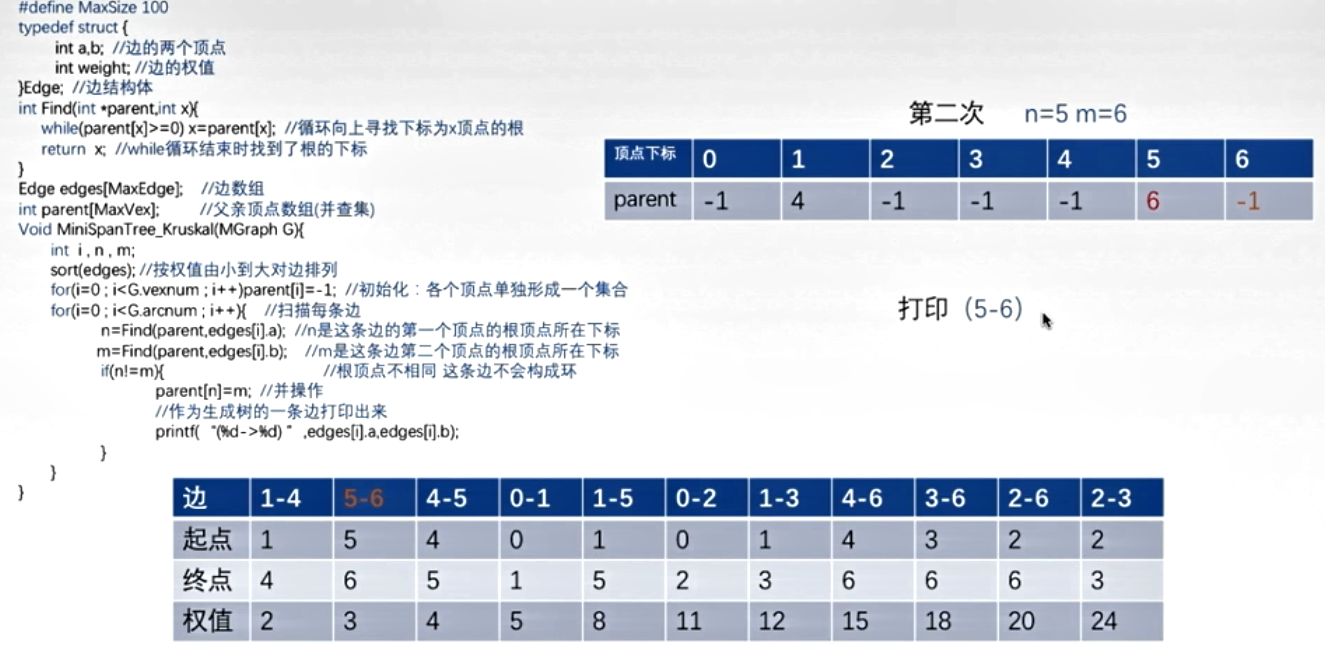 #define MaxSize 100
typedef struct {
int a,b; //边的两个顶点
int weight; //边的权值
}Edge; //边结构体
int Find(int *parent,int x){
while(parent[x]>=0) x=parent[x]; //循环向上寻找下标为x顶点的根
return x; //while循环结束时找到了根的下标
}
Edge edges[MaxEdge]; //边数组
int parent[MaxVex]; //父亲顶点数组(并查集)
Void MiniSpanTree_Kruskal(MGraph G){
int i , n , m;
sort(edges); //按权值由小到大对边排列
for(i=0 ; i<G.vexnum ; i++)parent[i]=-1; //初始化：各个顶点单独形成一个集合
for(i=0 ; i<G.arcnum ; i++){ //扫描每条边
n=Find(parent,edges[i].a); //n是这条边的第一个顶点的根顶点所在下标
m=Find(parent,edges[i].b); //m是这条边第二个顶点的根顶点所在下标
if(n!=m){ //根顶点不相同 这条边不会构成环
parent[n]=m; //并操作
//作为生成树的一条边打印出来
printf( “(%d->%d) ” ,edges[i].a,edges[i].b);
}
}
}
第二次 n=5 m=6
顶点下标 0 1 2 3 4 5 6
parent -1 4 -1 -1 -1 6 -1
打印（5-6）
边 1-4 5-6 4-5 0-1 1-5 0-2 1-3 4-6 3-6 2-6 2-3
起点 1 5 4 0 1 0 1 4 3 2 2
终点 4 6 5 1 5 2 3 6 6 6 3
权值 2 3 4 5 8 11 12 15 18 20 24